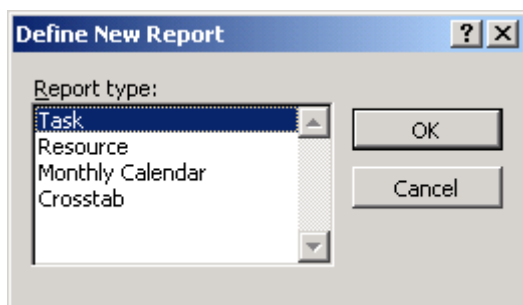 Define New Report
Report type:
Task
Resource
Monthly Calendar
Crosstab
OK
Cancel